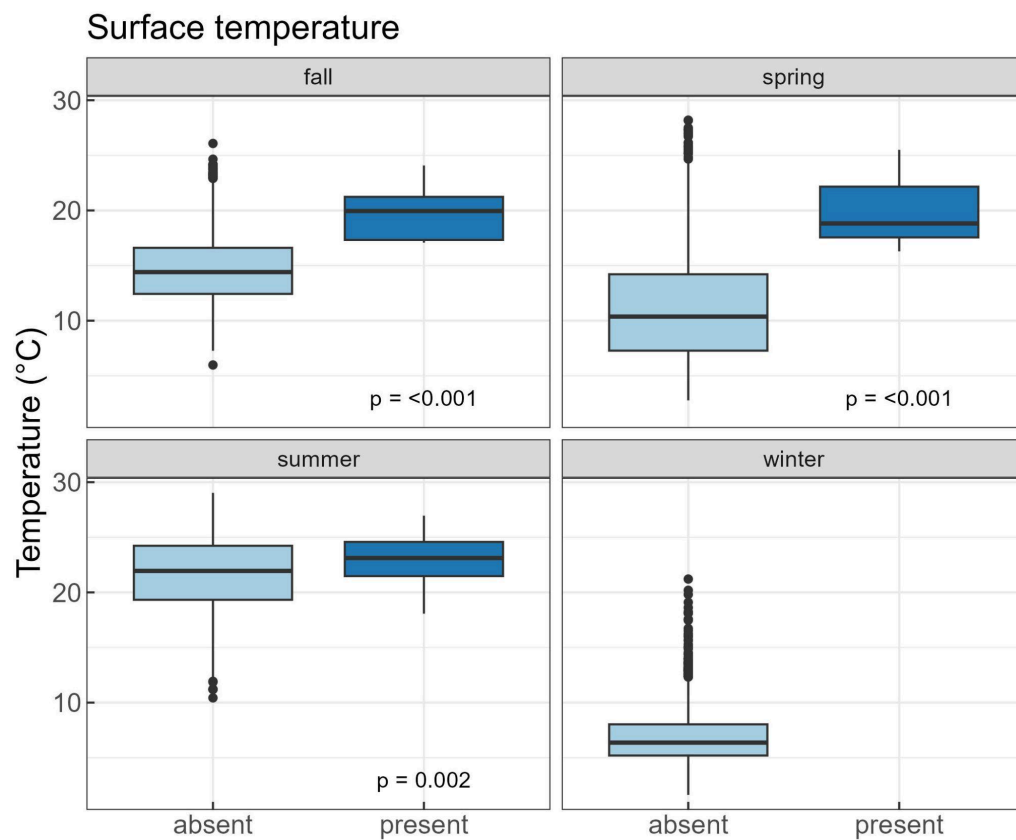 Surface temperature
fall
spring
30
20
10
p = <0.001
p = <0.001
summer
winter
30
20
10
p = 0.002
absent
present
absent
present
Temperature (°C)